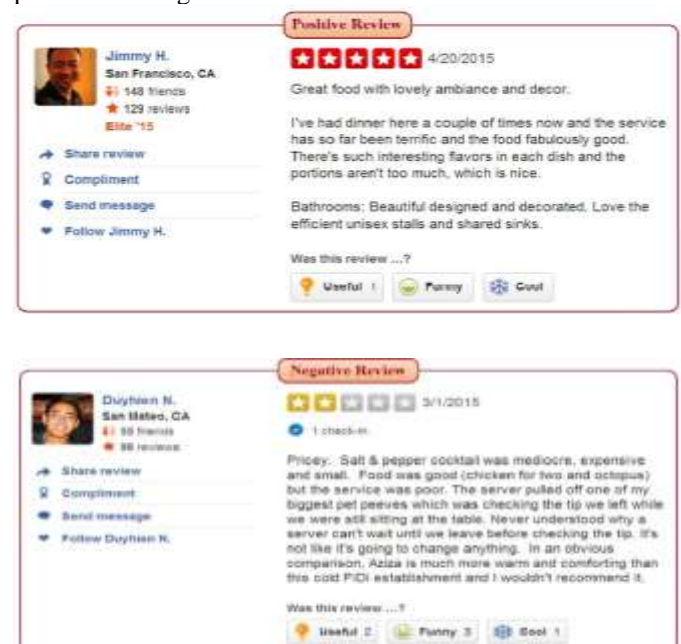 Positive Review
Jimmy H.
San Francisco, CA
148 friends
129 reviews
Elite '15
Share review
Compliment
Send message
Follow Jimmy H.
4/20/2015
Great food with lovely ambiance and decor.
I've had dinner here a couple of times now and the service
has so far been terrific and the food fabulously good.
There's such interesting flavors in each dish and the
portions aren't too much, which is nice.
Bathrooms: Beautiful designed and decorated. Love the
efficient unisex stalls and shared sinks.
Was this review ...?
Useful 1
Funny
Cool
Negative Review
Duyhien N.
San Mateo, CA
friends
reviews
Share review
Compliment
Send message
Follow Duyhien N.
3/1/2015
1 check-in
Pricey. Salt & pepper cocktail was mediocre, expensive
and small. Food was good (chicken for two and octopus)
but the service was poor. The server pulled off one of my
biggest pet peeves which was checking the tip we left while
we were still sitting at the table. Never understood why a
server can't wait until we leave before checking the tip. It's
not like it's going to change anything. In an obvious
comparison, Aziza is much more warm and comforting than
this cold FiDi establishment and I wouldn't recommend it.
Was this review ...?
Useful 2
Funny 3
Cool 1